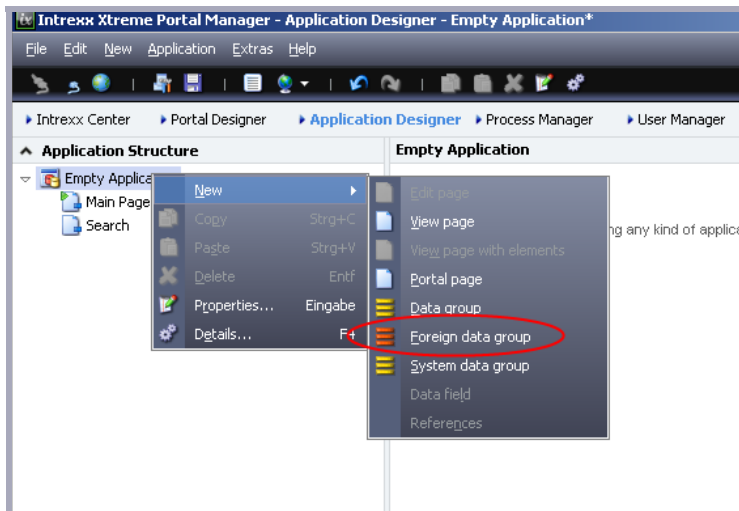 Intrexx Xtreme Portal Manager - Application Designer - Empty Application*
File Edit New Application Extras Help
Intrexx Center Portal Designer Application Designer Process Manager User Manager
Application Structure Empty Application
Empty Applica
Main Page
Search
New
Copy Strg+C
Paste Strg+V
Delete Entf
Properties... Eingabe
Details...
Edit page
View page
View page with elements
Portal page
Data group
Foreign data group
System data group
Data field
References
ng any kind of applica